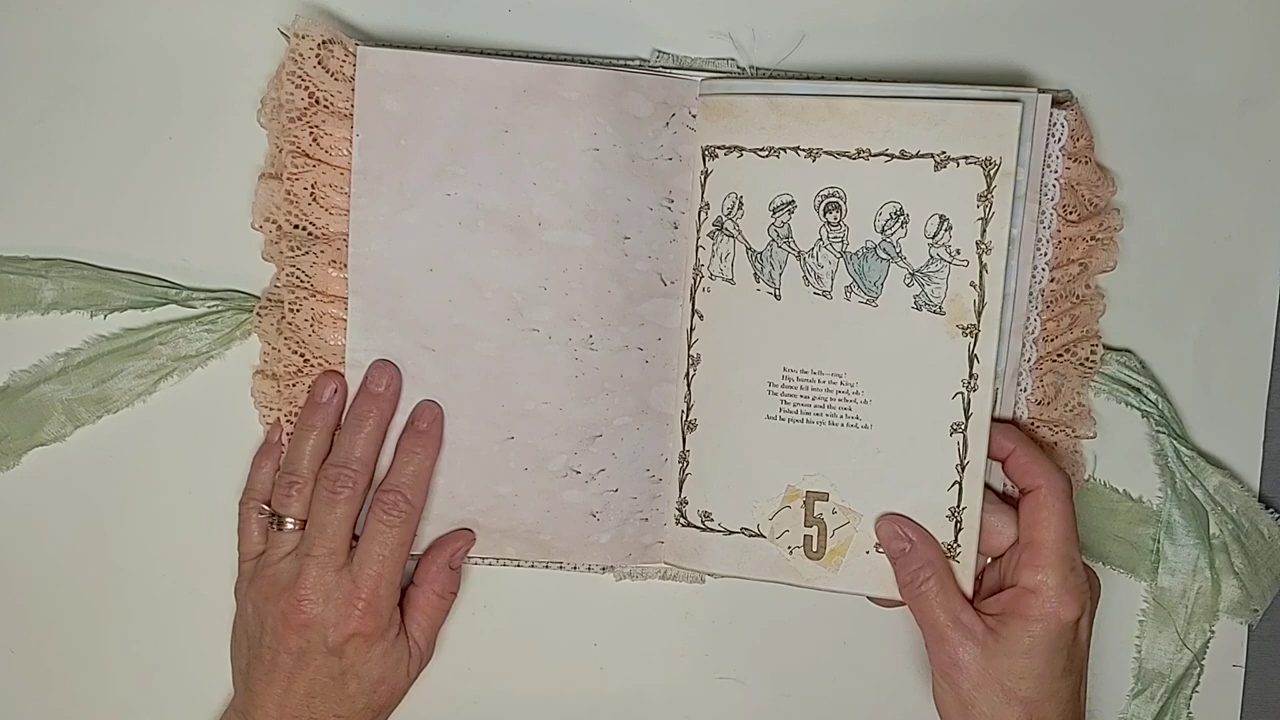 K G
RING the bells—ring!
Hip, hurrah for the King!
The dunce fell into the pool, oh!
The dunce was going to school, oh!
The groom and the cook
Fished him out with a hook,
And he piped his eye like a fool, oh!
5